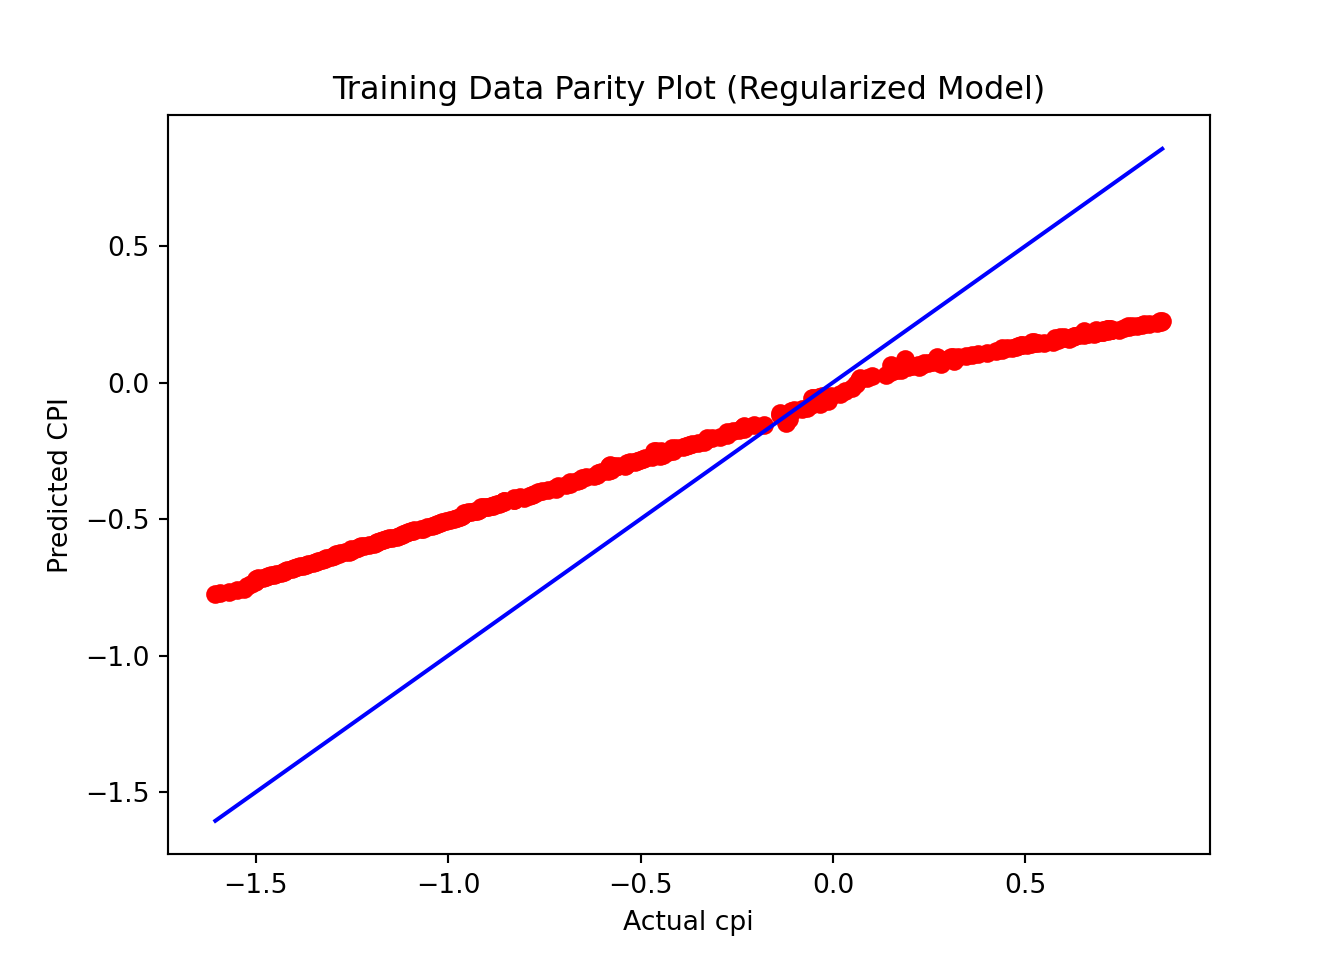 Training Data Parity Plot (Regularized Model)
Predicted CPI
0.5
0.0
−0.5
−1.0
−1.5
−1.5 −1.0 −0.5 0.0 0.5
Actual cpi